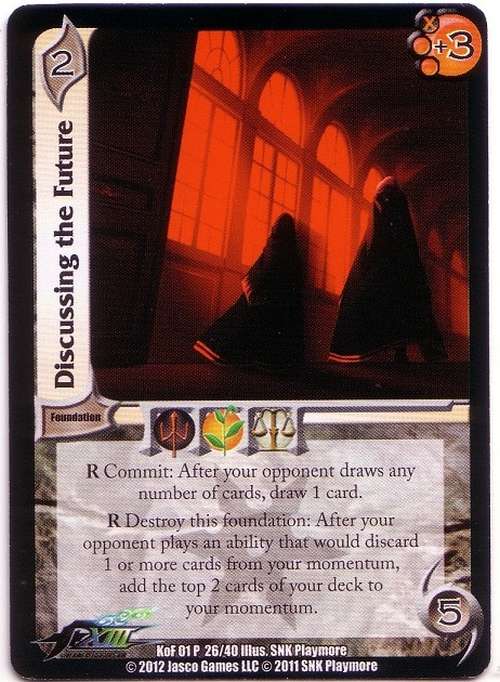 2
+3
Discussing the Future
Foundation
R Commit: After your opponent draws any
number of cards, draw 1 card.
R Destroy this foundation: After your
opponent plays an ability that would discard
1 or more cards from your momentum,
add the top 2 cards of your deck to
your momentum.
5
XIII
KoF 01 P 26/40 Illus. SNK Playmore
© 2012 Jasco Games LLC © 2011 SNK Playmore